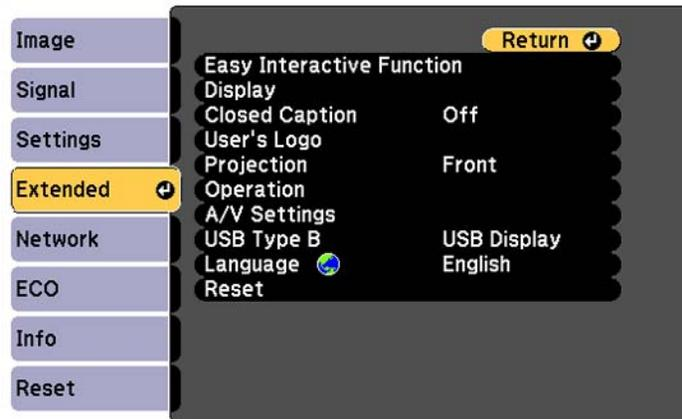 Image
Signal
Settings
Extended
Network
ECO
Info
Reset
Return
Easy Interactive Function
Display
Closed Caption Off
User's Logo
Projection Front
Operation
A/V Settings
USB Type B USB Display
Language English
Reset